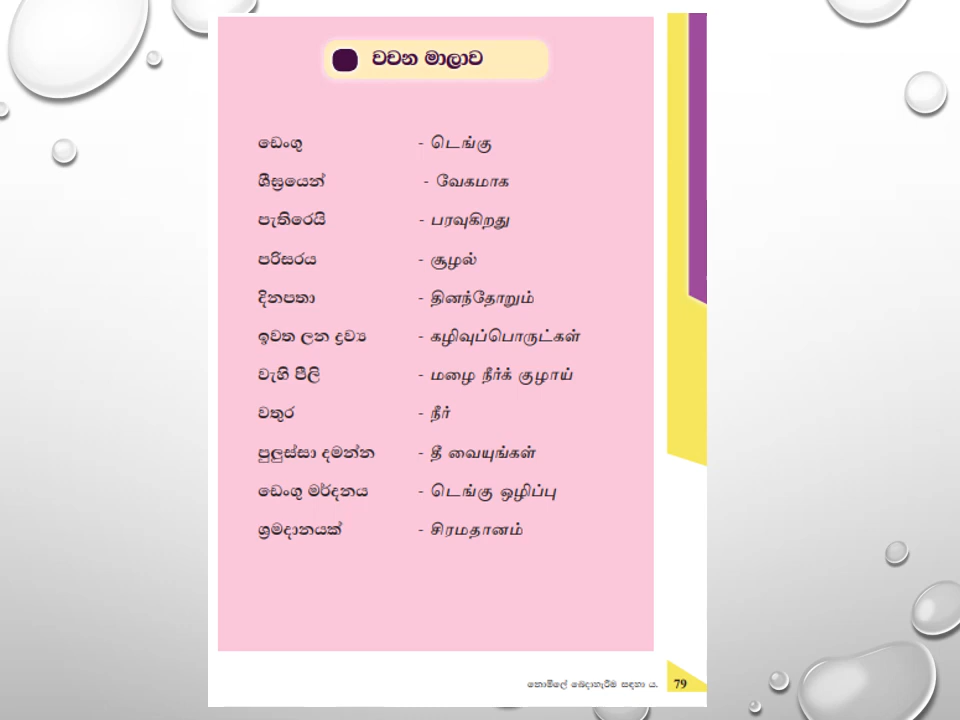 වචන මාලාව
ඩෙංගු - டெங்கு
ශීඝ්‍රයෙන් - வேகமாக
පැතිරෙයි - பரவுகிறது
පරිසරය - சூழல்
දිනපතා - தினந்தோறும்
ඉවත ලන ද්‍රව්‍ය - கழிவுப்பொருட்கள்
වැහි පීලි - மழை நீர்க் குழாய்
වතුර - நீர்
පුලුස්සා දමන්න - தீ வையுங்கள்
ඩෙංගු මර්දනය - டெங்கு ஒழிப்பு
ශ්‍රමදානයක් - சிரமதானம்
නොමිලේ බෙදාහැරීම සඳහා ය. 79